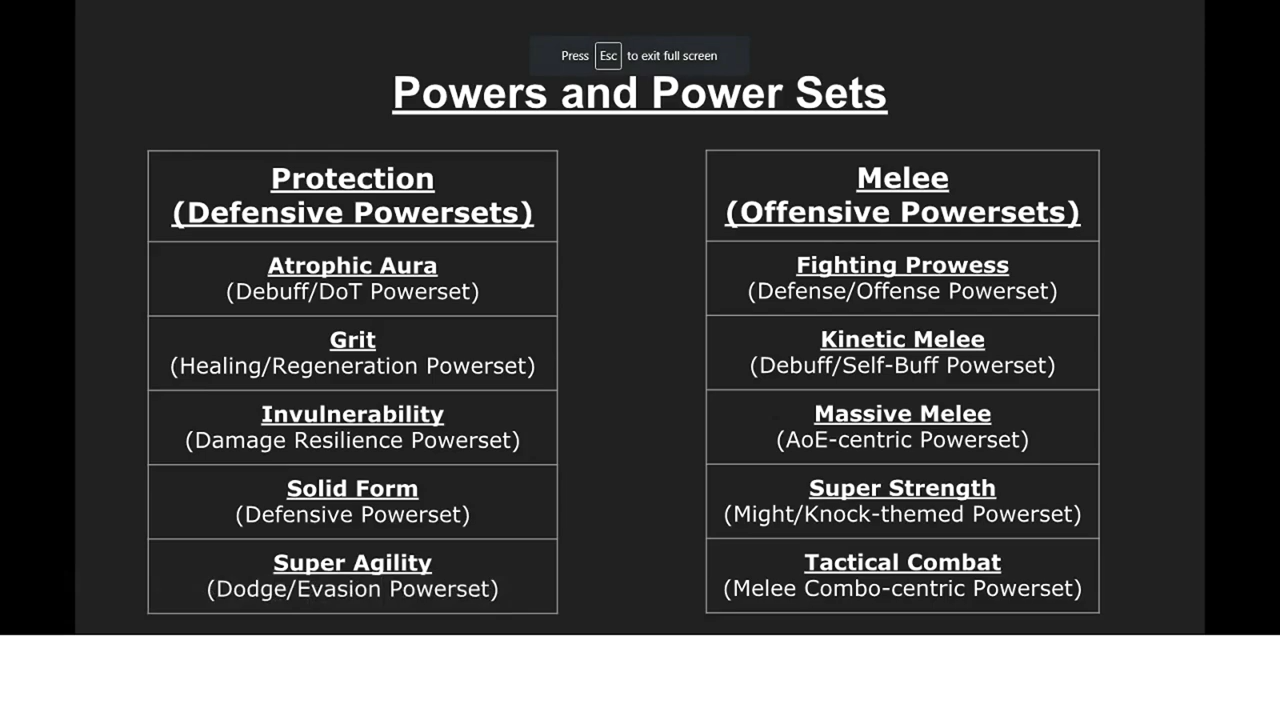 Press Esc to exit full screen
Powers and Power Sets
Protection
(Defensive Powersets)
Atrophic Aura
(Debuff/DoT Powerset)
Grit
(Healing/Regeneration Powerset)
Invulnerability
(Damage Resilience Powerset)
Solid Form
(Defensive Powerset)
Super Agility
(Dodge/Evasion Powerset)
Melee
(Offensive Powersets)
Fighting Prowess
(Defense/Offense Powerset)
Kinetic Melee
(Debuff/Self-Buff Powerset)
Massive Melee
(AoE-centric Powerset)
Super Strength
(Might/Knock-themed Powerset)
Tactical Combat
(Melee Combo-centric Powerset)